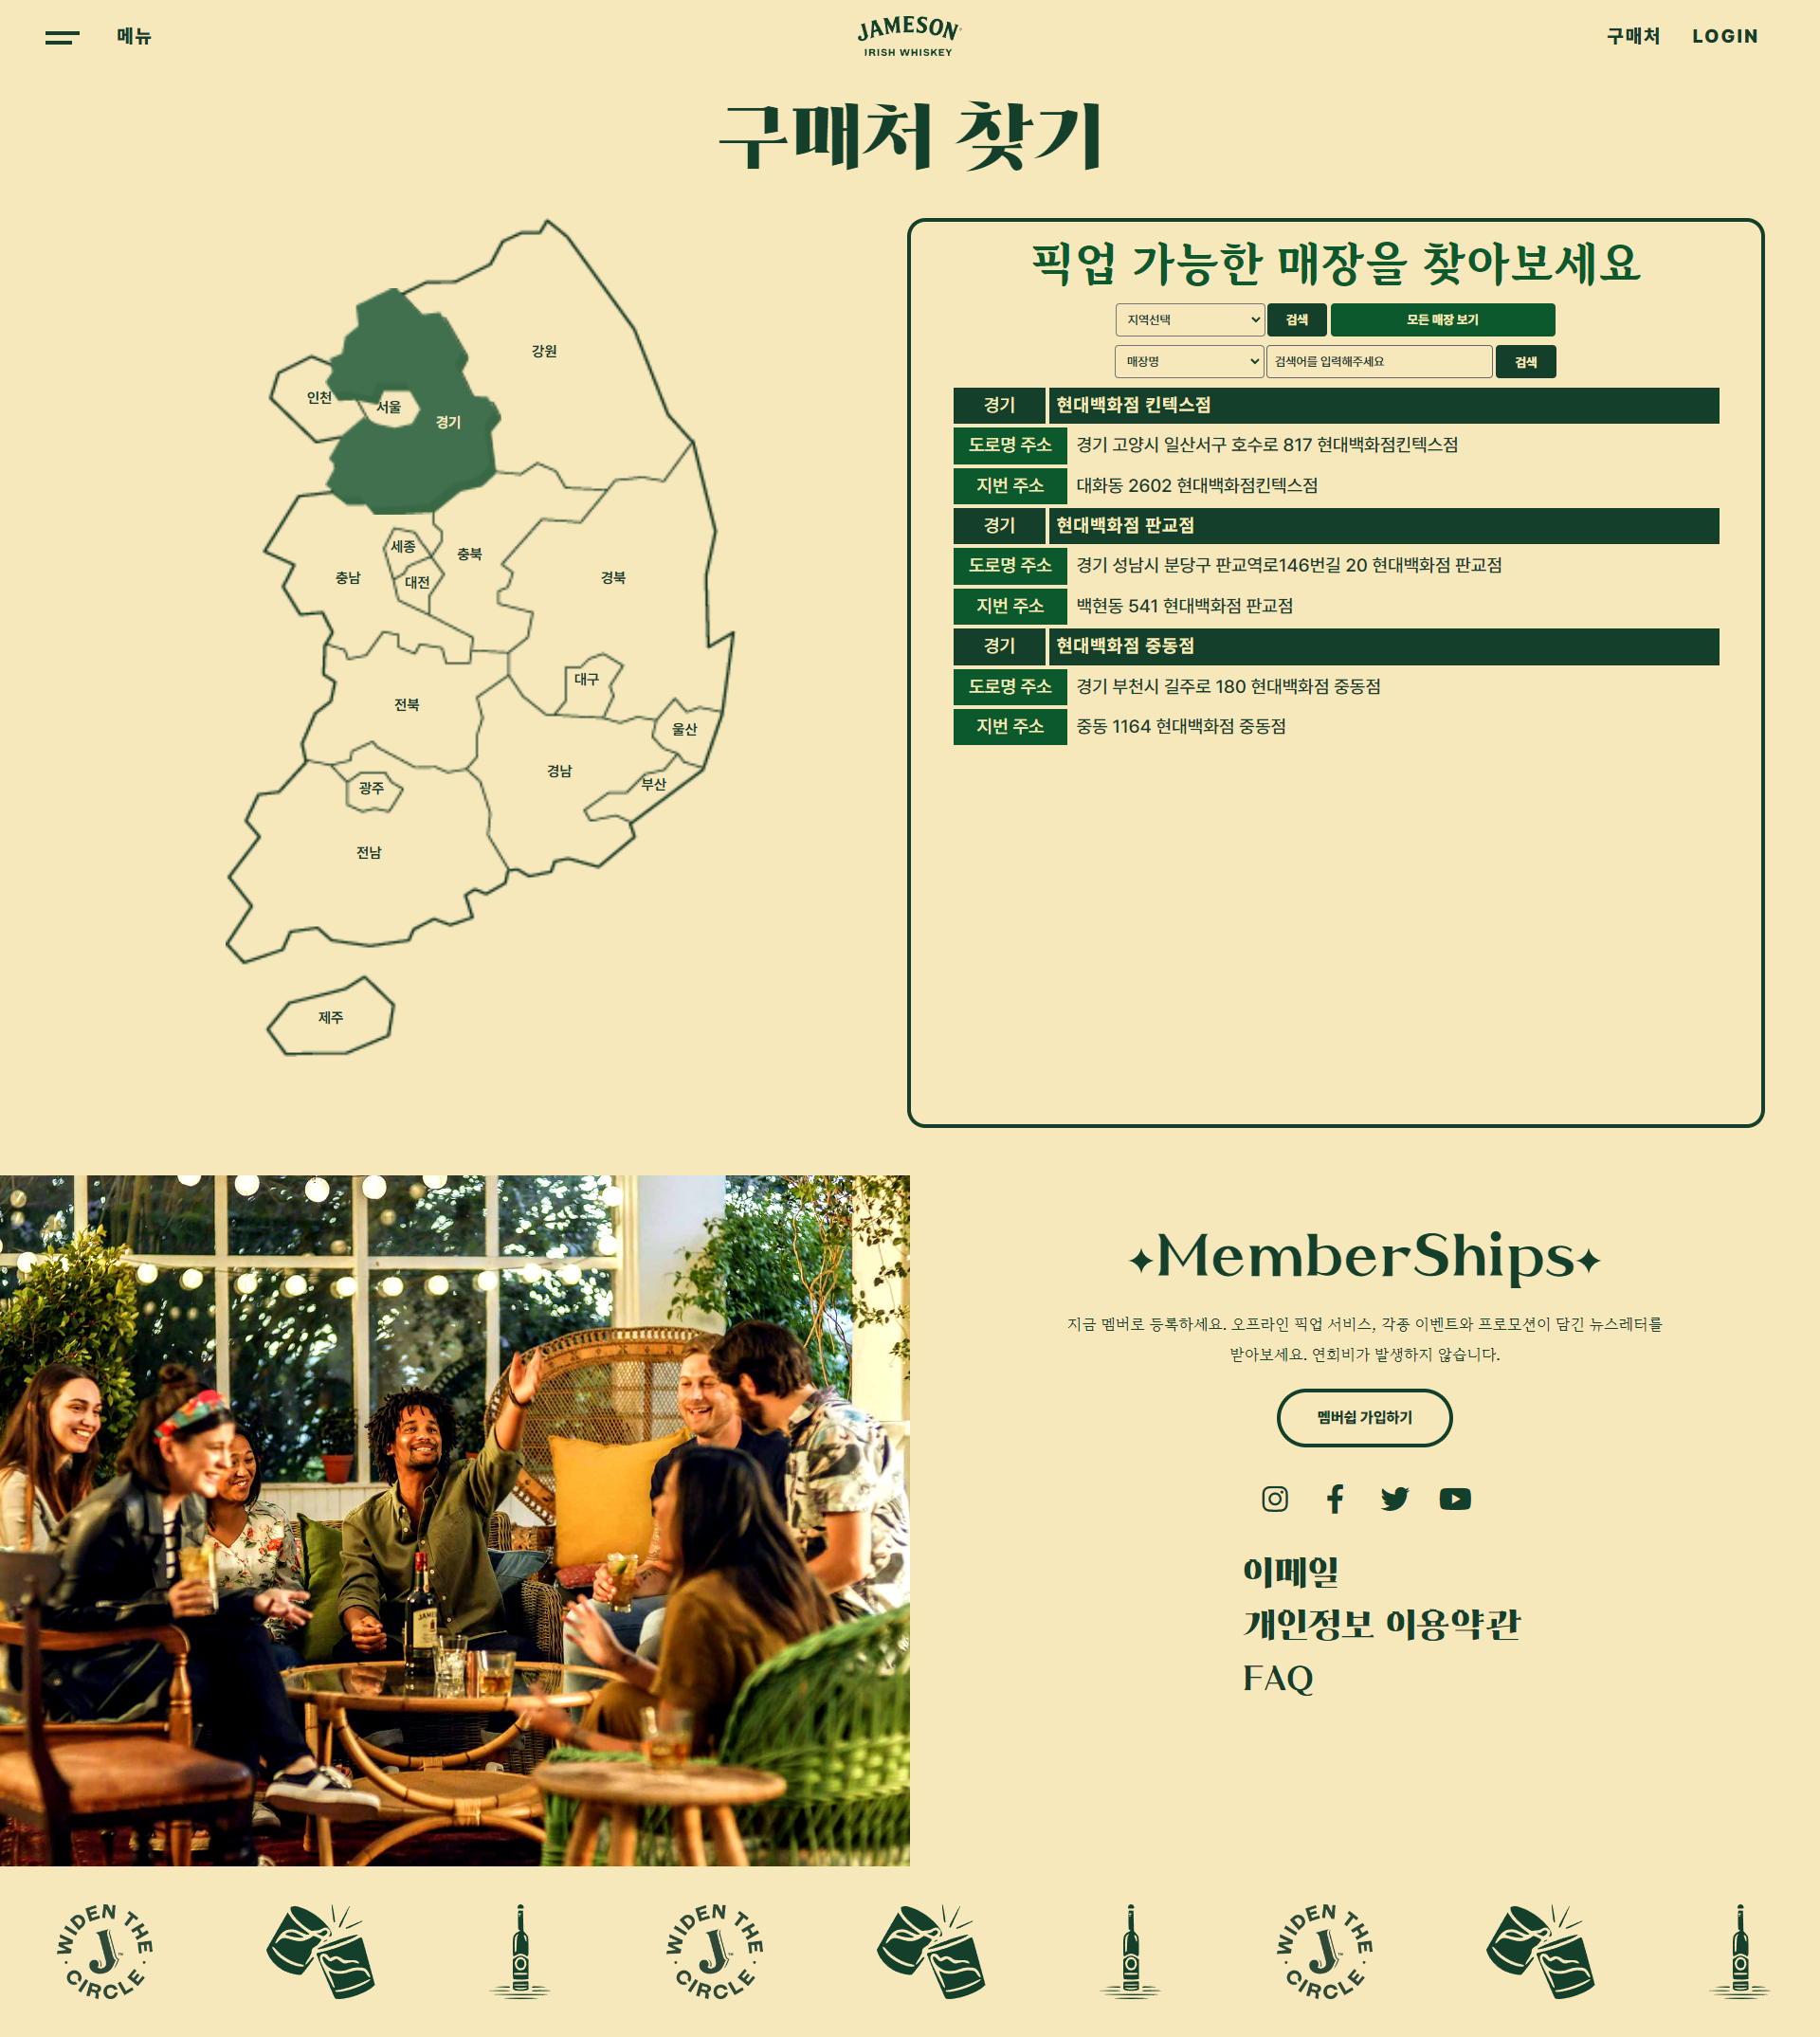 메뉴
JAMESON
IRISH WHISKEY
구매처 LOGIN
구매처 찾기
강원
인천
서울
경기
세종
충북
충남
대전
경북
대구
전북
울산
경남
부산
광주
전남
제주
픽업 가능한 매장을 찾아보세요
지역선택 검색 모든 매장 보기
매장명 검색어를 입력해주세요 검색
경기 현대백화점 킨텍스점
도로명 주소 경기 고양시 일산서구 호수로 817 현대백화점킨텍스점
지번 주소 대화동 2602 현대백화점킨텍스점
경기 현대백화점 판교점
도로명 주소 경기 성남시 분당구 판교역로146번길 20 현대백화점 판교점
지번 주소 백현동 541 현대백화점 판교점
경기 현대백화점 중동점
도로명 주소 경기 부천시 길주로 180 현대백화점 중동점
지번 주소 중동 1164 현대백화점 중동점
✦MemberShips✦
지금 멤버로 등록하세요. 오프라인 픽업 서비스, 각종 이벤트와 프로모션이 담긴 뉴스레터를
받아보세요. 연회비가 발생하지 않습니다.
멤버쉽 가입하기
이메일
개인정보 이용약관
FAQ
JAMESON
WIDEN THE
J
CIRCLE
WIDEN THE
J
CIRCLE
WIDEN THE
J
CIRCLE